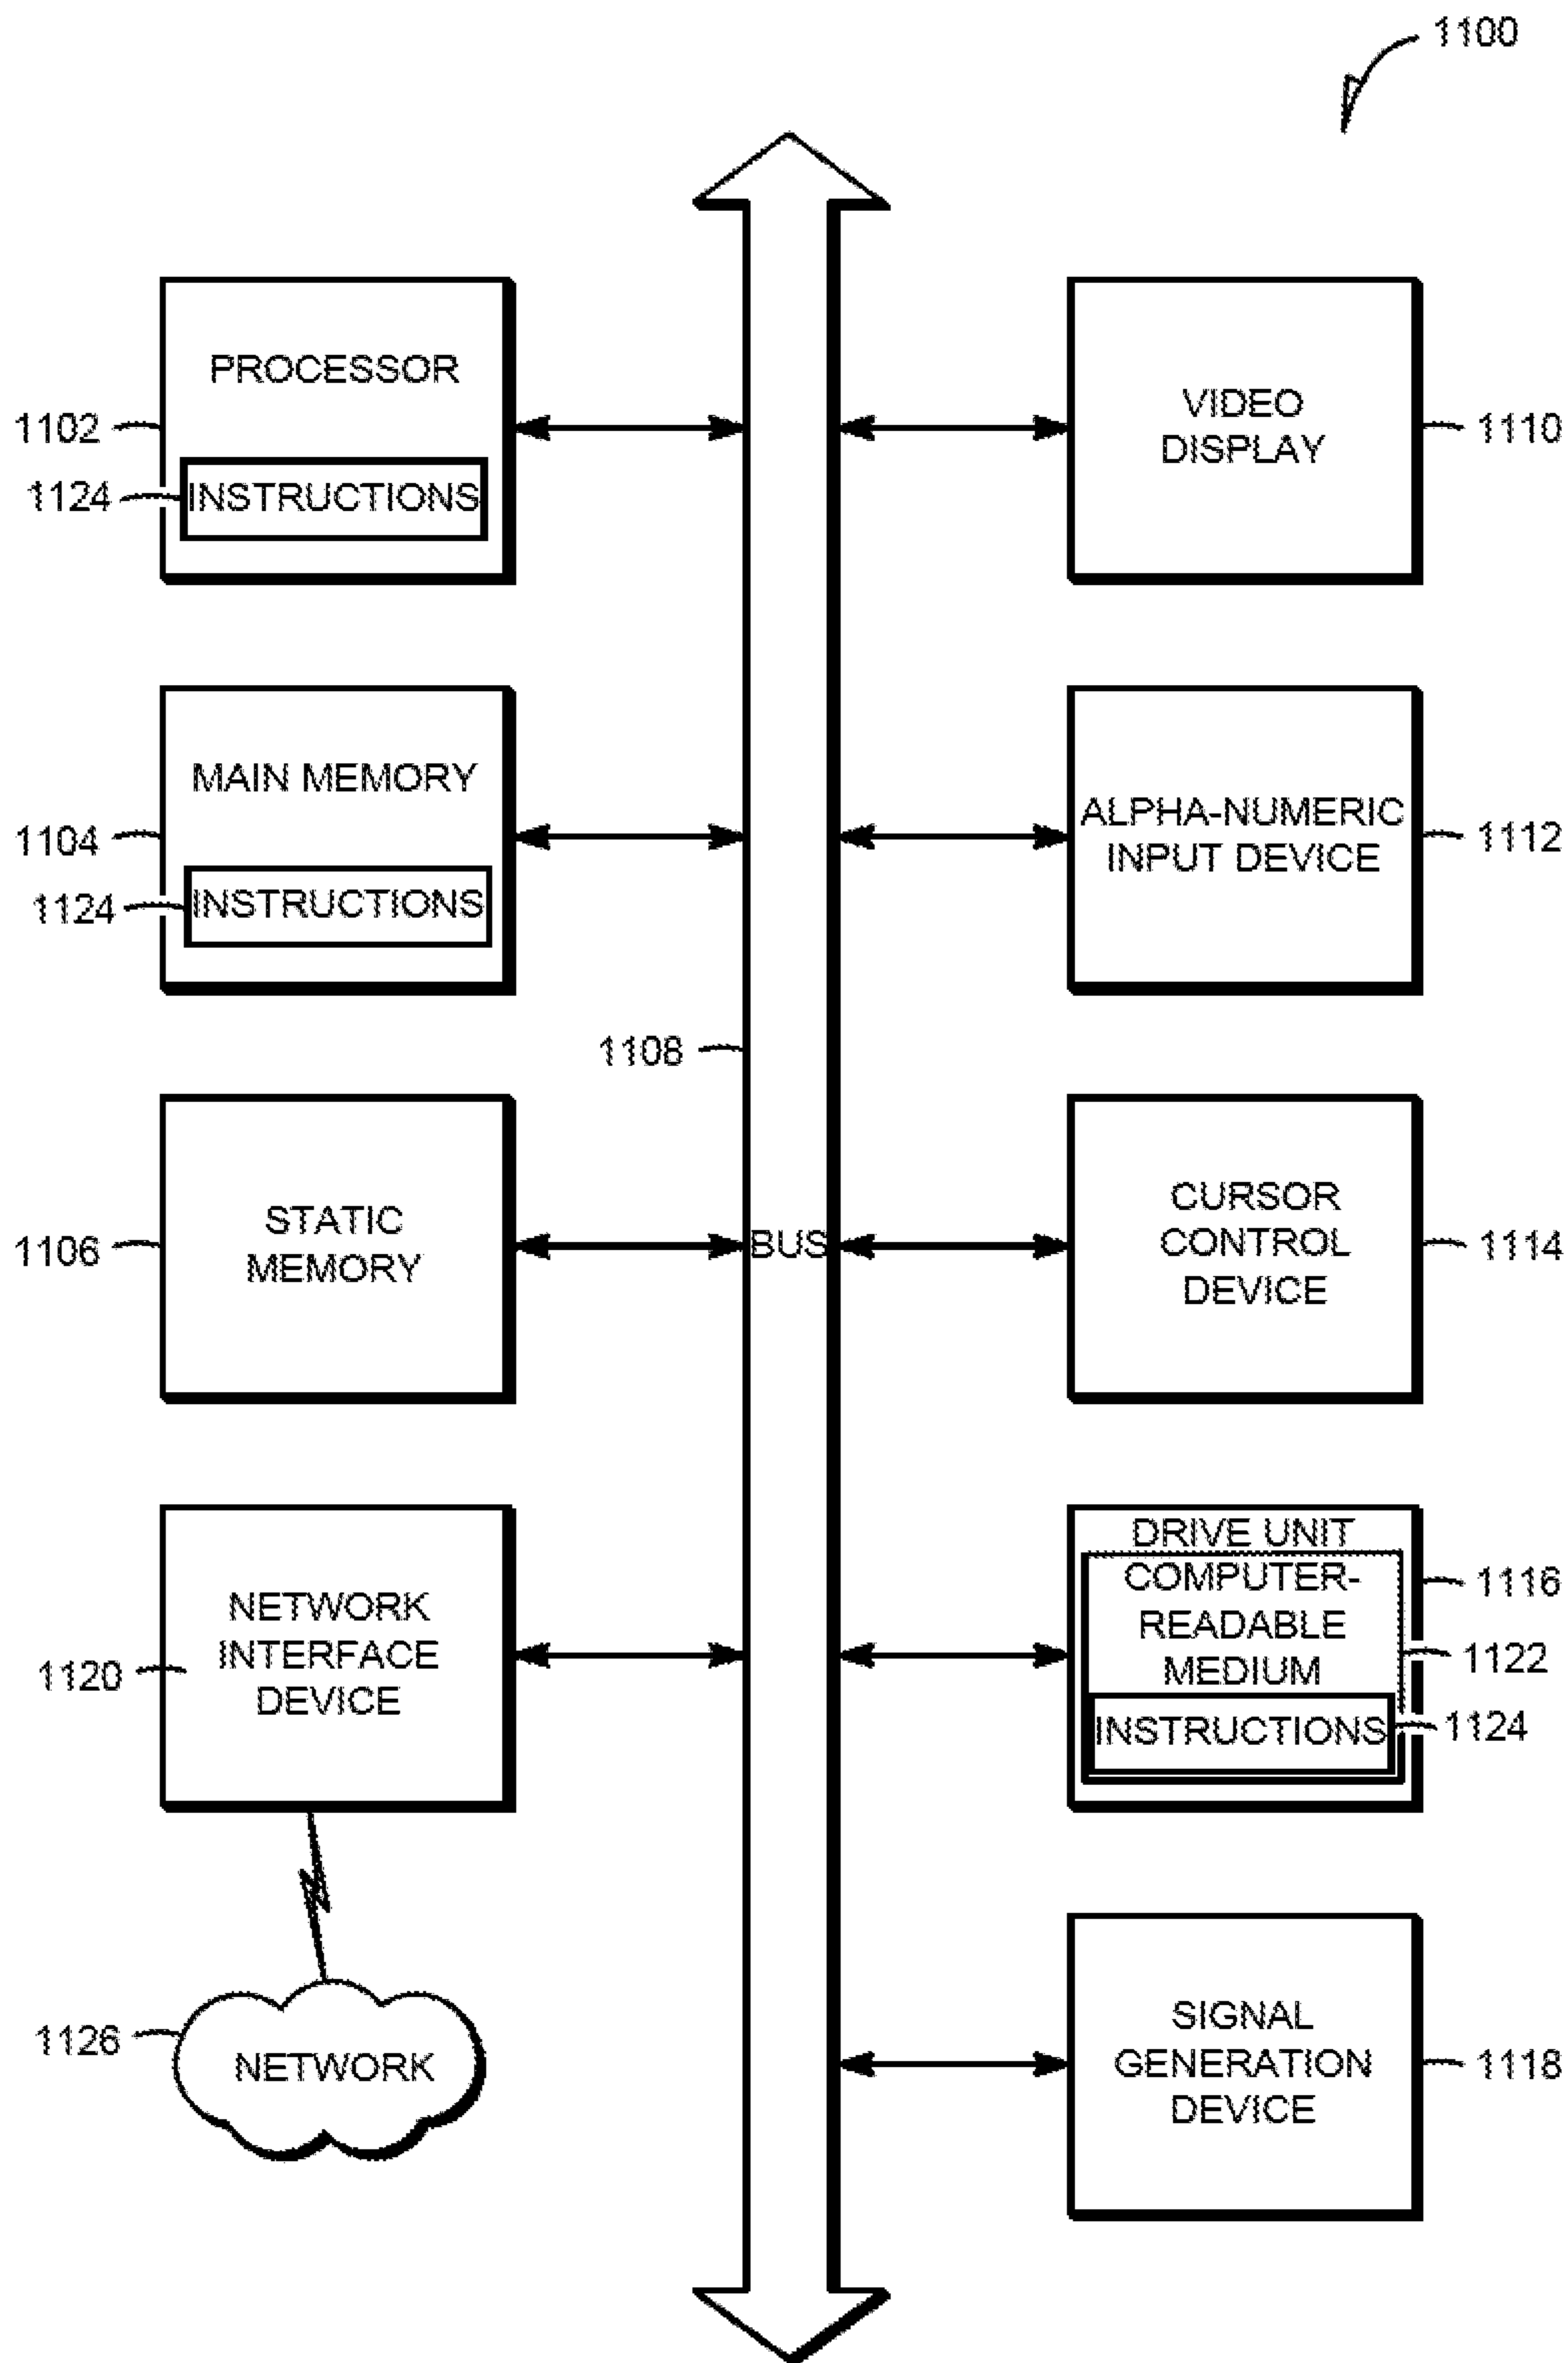 1100
PROCESSOR
1102
1124
INSTRUCTIONS
VIDEO
DISPLAY
1110
MAIN MEMORY
1104
1124
INSTRUCTIONS
ALPHA-NUMERIC
INPUT DEVICE
1112
1108
STATIC
MEMORY
1106
BUS
CURSOR
CONTROL
DEVICE
1114
NETWORK
INTERFACE
DEVICE
1120
DRIVE UNIT
COMPUTER-
READABLE
MEDIUM
1116
1122
INSTRUCTIONS
1124
1126
NETWORK
SIGNAL
GENERATION
DEVICE
1118